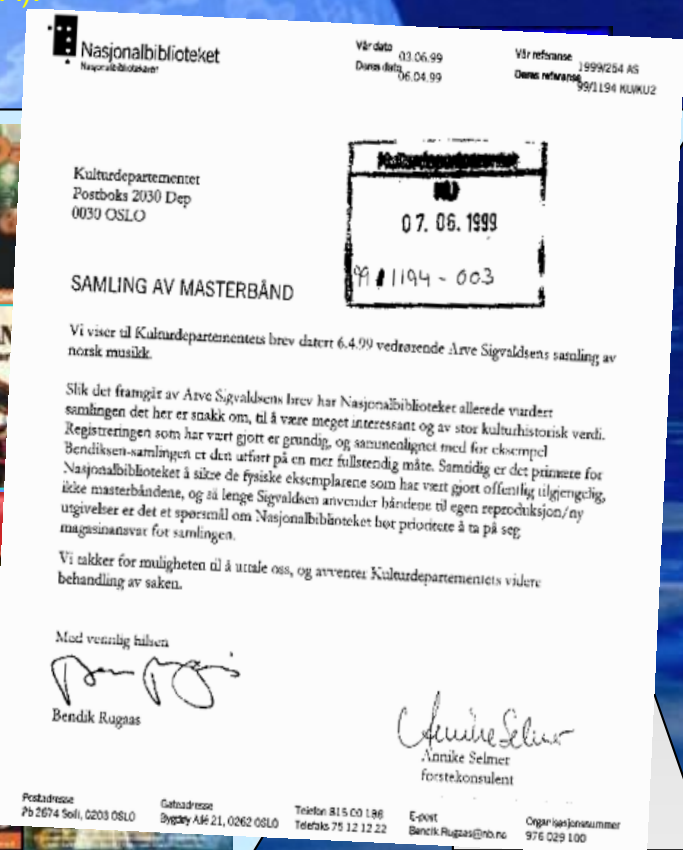 Nasjonalbiblioteket
Vår dato 03.06.99
Deres dato 06.04.99
Vår referanse 1999/254 AS
Deres referanse 99/1194 KU/KU2
Kulturdepartementet
Postboks 2030 Dep
0030 OSLO
Kulturdepartementet
KU
07. 06. 1999
99/1194 - 003
SAMLING AV MASTERBÅND
Vi viser til Kulturdepartementets brev datert 6.4.99 vedrørende Arve Sigvaldsens samling av
norsk musikk.
Slik det framgår av Arve Sigvaldsens brev har Nasjonalbiblioteket allerede vurdert
samlingen det her er snakk om, til å være meget interessant og av stor kulturhistorisk verdi.
Registreringen som har vært gjort er grundig, og sammenlignet med for eksempel
Bendiksen-samlingen er den utført på en mer fullstendig måte. Samtidig er det primære for
Nasjonalbiblioteket å sikre de fysiske eksemplarene som har vært gjort offentlig tilgjengelig,
ikke masterbåndene, og så lenge Sigvaldsen anvender båndene til egen reproduksjon/ny
utgivelser er det et spørsmål om Nasjonalbiblioteket bør prioritere å ta på seg
magasinansvar for samlingen.
Vi takker for muligheten til å uttale oss, og avventer Kulturdepartementets videre
behandling av saken.
Med vennlig hilsen
Bendik Rugaas
Annike Selmer
Annike Selmer
førstekonsulent
Postadresse
Pb 2674 Solli, 0203 OSLO
Gateadresse
Bygdøy Allé 21, 0262 OSLO
Telefon 815 00 188
Telefaks 75 12 12 22
E-post
Bendik.Rugaas@nb.no
Organisasjonsnummer
976 029 100